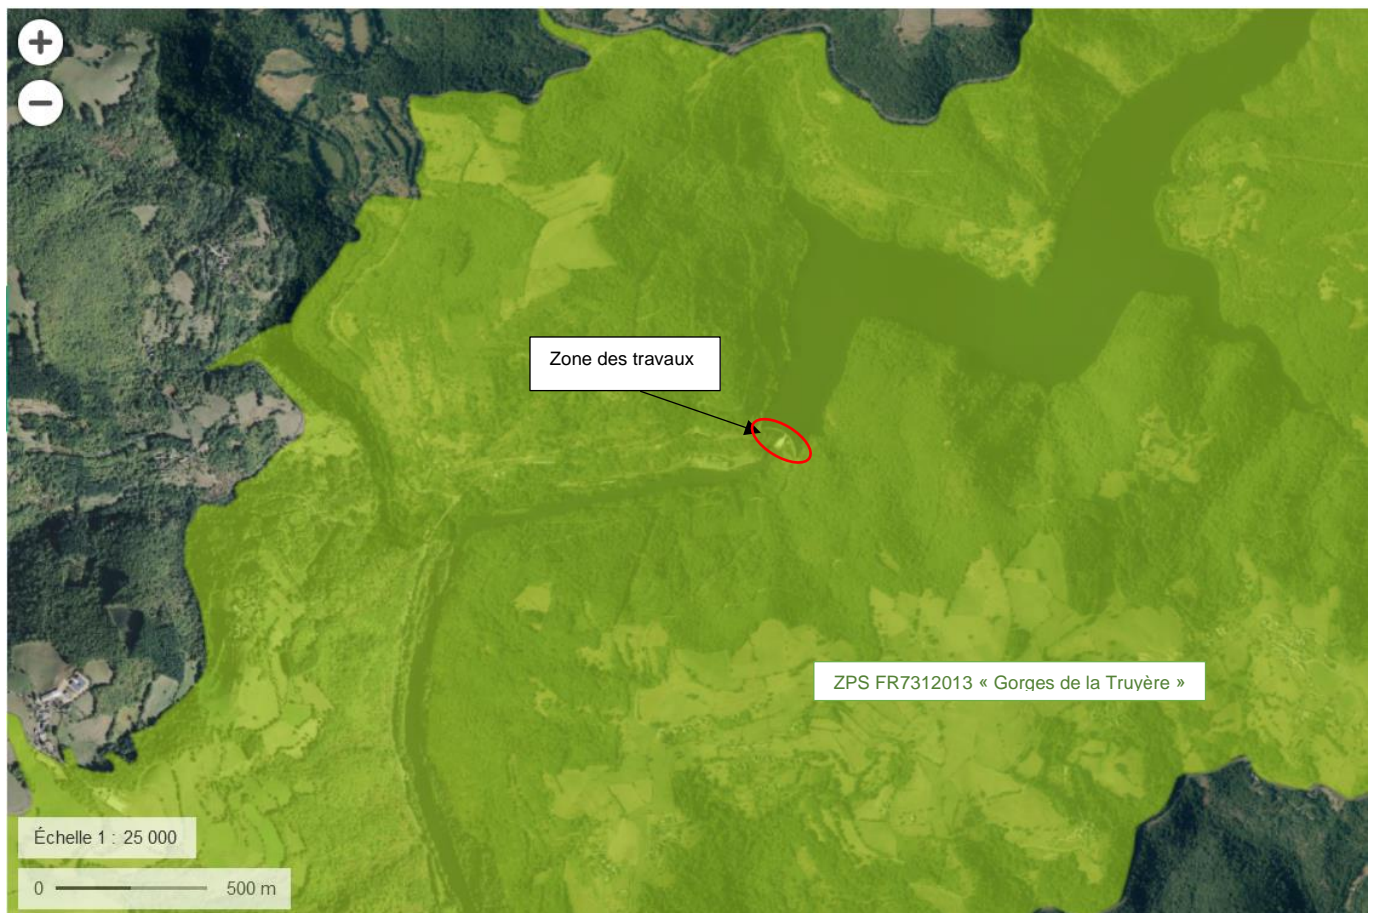 +
−
Zone des travaux
ZPS FR7312013 « Gorges de la Truyère »
Échelle 1 : 25 000
0 500 m